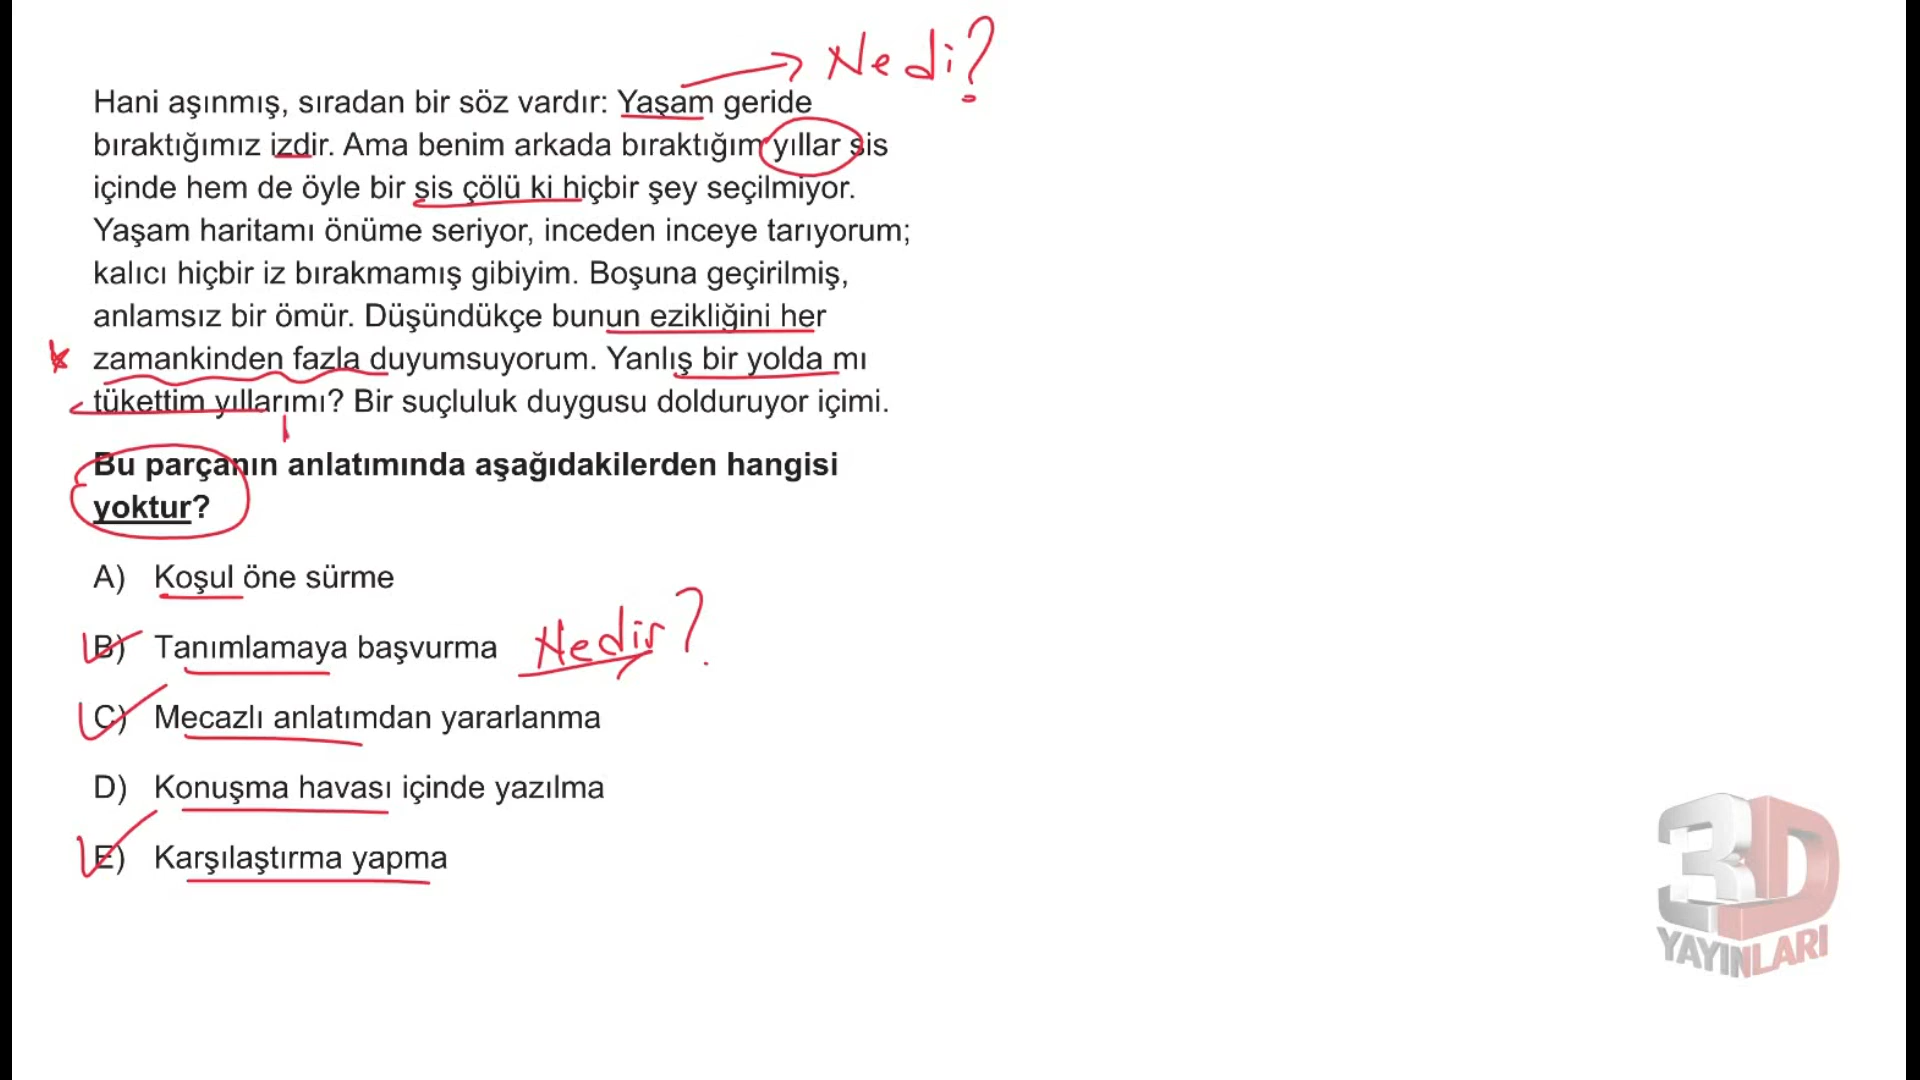 Nedi?
Hani aşınmış, sıradan bir söz vardır: Yaşam geride
bıraktığımız izdir. Ama benim arkada bıraktığım yıllar sis
içinde hem de öyle bir sis çölü ki hiçbir şey seçilmiyor.
Yaşam haritamı önüme seriyor, inceden inceye tarıyorum;
kalıcı hiçbir iz bırakmamış gibiyim. Boşuna geçirilmiş,
anlamsız bir ömür. Düşündükçe bunun ezikliğini her
zamankinden fazla duyumsuyorum. Yanlış bir yolda mı
tükettim yıllarımı? Bir suçluluk duygusu dolduruyor içimi.
Bu parçanın anlatımında aşağıdakilerden hangisi
yoktur?
A) Koşul öne sürme
B) Tanımlamaya başvurma Nedir?
C) Mecazlı anlatımdan yararlanma
D) Konuşma havası içinde yazılma
E) Karşılaştırma yapma
3D
YAYINLARI